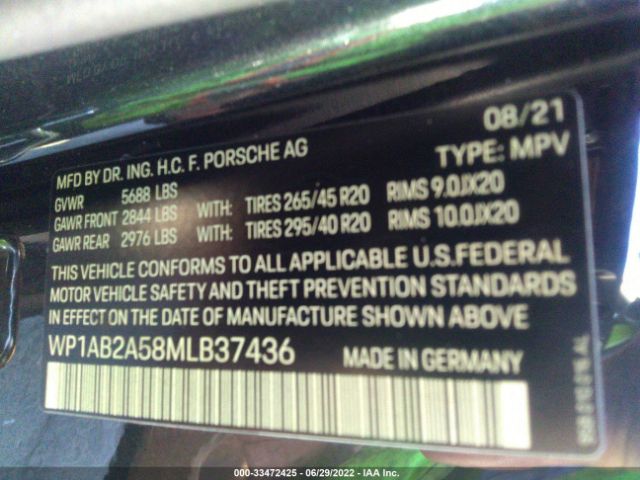 08/21
MFD BY DR. ING. H.C. F. PORSCHE AG TYPE: MPV
GVWR 5688 LBS
GAWR FRONT 2844 LBS WITH: TIRES 265/45 R20 RIMS 9.0JX20
GAWR REAR 2976 LBS WITH: TIRES 295/40 R20 RIMS 10.0JX20
THIS VEHICLE CONFORMS TO ALL APPLICABLE U.S.FEDERAL
MOTOR VEHICLE SAFETY AND THEFT PREVENTION STANDARDS
IN EFFECT ON THE DATE OF MANUFACTURE SHOWN ABOVE
WP1AB2A58MLB37436 MADE IN GERMANY
000-33472425 - 06/29/2022 - IAA Inc.